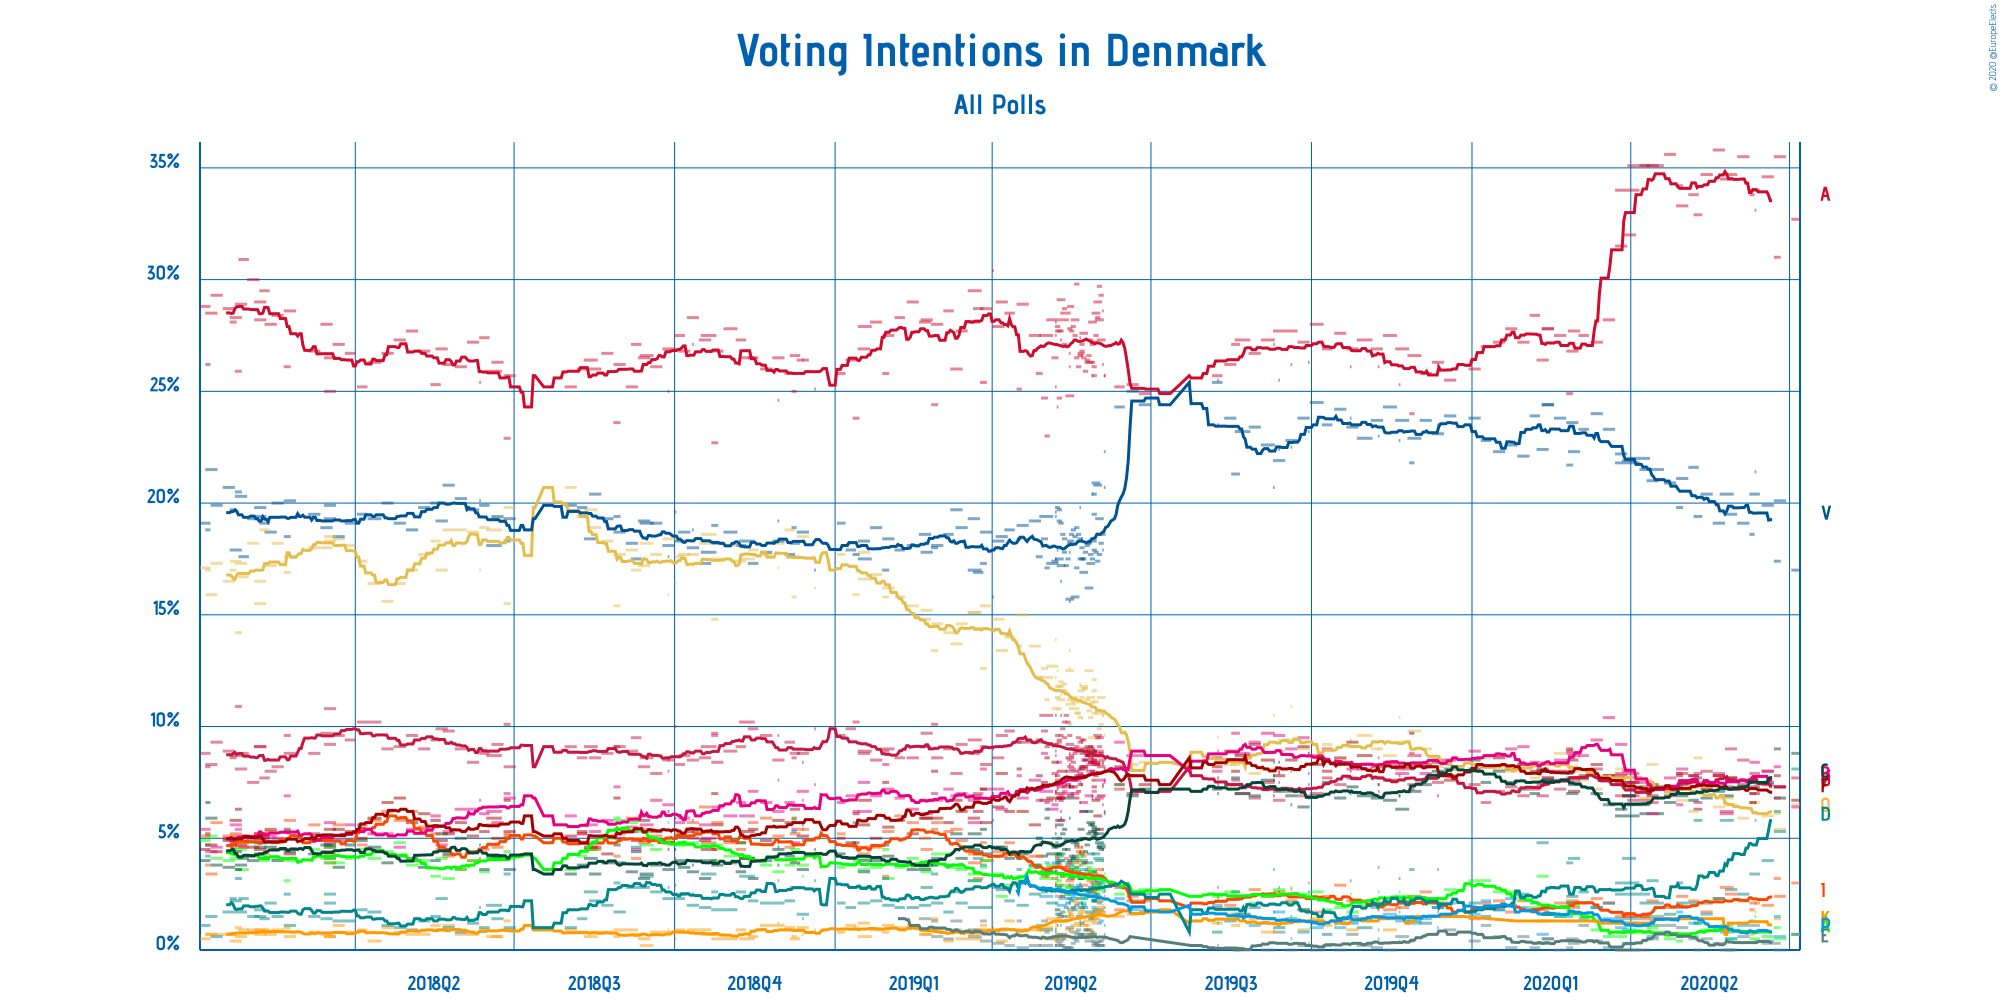 © 2020 @EuropeElects
Voting Intentions in Denmark
All Polls
35%
30%
25%
20%
15%
10%
5%
0%
A
V
F
O
D
I
K
E
2018Q2 2018Q3 2018Q4 2019Q1 2019Q2 2019Q3 2019Q4 2020Q1 2020Q2